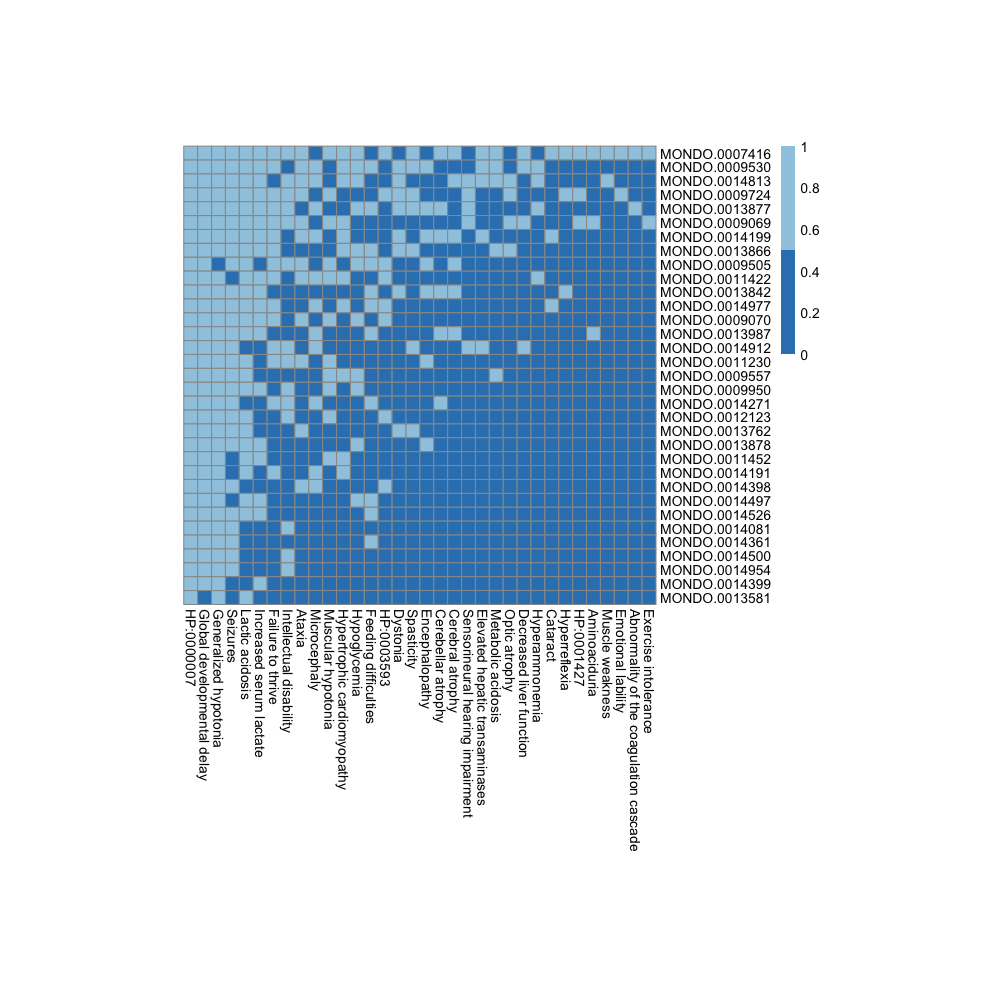 1
0.8
0.6
0.4
0.2
0
MONDO.0007416
MONDO.0009530
MONDO.0014813
MONDO.0009724
MONDO.0013877
MONDO.0009069
MONDO.0014199
MONDO.0013866
MONDO.0009505
MONDO.0011422
MONDO.0013842
MONDO.0014977
MONDO.0009070
MONDO.0013987
MONDO.0014912
MONDO.0011230
MONDO.0009557
MONDO.0009950
MONDO.0014271
MONDO.0012123
MONDO.0013762
MONDO.0013878
MONDO.0011452
MONDO.0014191
MONDO.0014398
MONDO.0014497
MONDO.0014526
MONDO.0014081
MONDO.0014361
MONDO.0014500
MONDO.0014954
MONDO.0014399
MONDO.0013581
HP:0000007
Global developmental delay
Generalized hypotonia
Seizures
Lactic acidosis
Increased serum lactate
Failure to thrive
Intellectual disability
Ataxia
Microcephaly
Muscular hypotonia
Hypertrophic cardiomyopathy
Hypoglycemia
Feeding difficulties
HP:0003593
Dystonia
Spasticity
Encephalopathy
Cerebellar atrophy
Cerebral atrophy
Sensorineural hearing impairment
Elevated hepatic transaminases
Metabolic acidosis
Optic atrophy
Decreased liver function
Hyperammonemia
Cataract
Hyperreflexia
HP:0001427
Aminoaciduria
Muscle weakness
Emotional lability
Abnormality of the coagulation cascade
Exercise intolerance